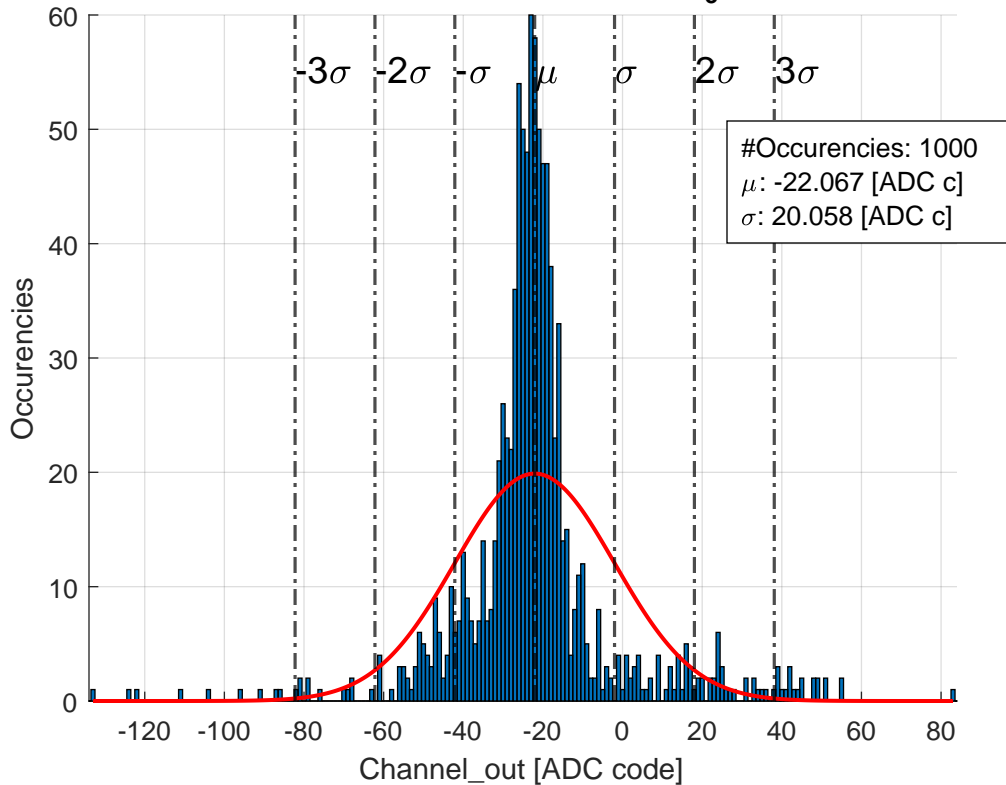 60
50
40
30
20
10
0
Occurencies
-3σ -2σ -σ μ σ 2σ 3σ
#Occurencies: 1000
μ: -22.067 [ADC c]
σ: 20.058 [ADC c]
-120 -100 -80 -60 -40 -20 0 20 40 60 80
Channel_out [ADC code]